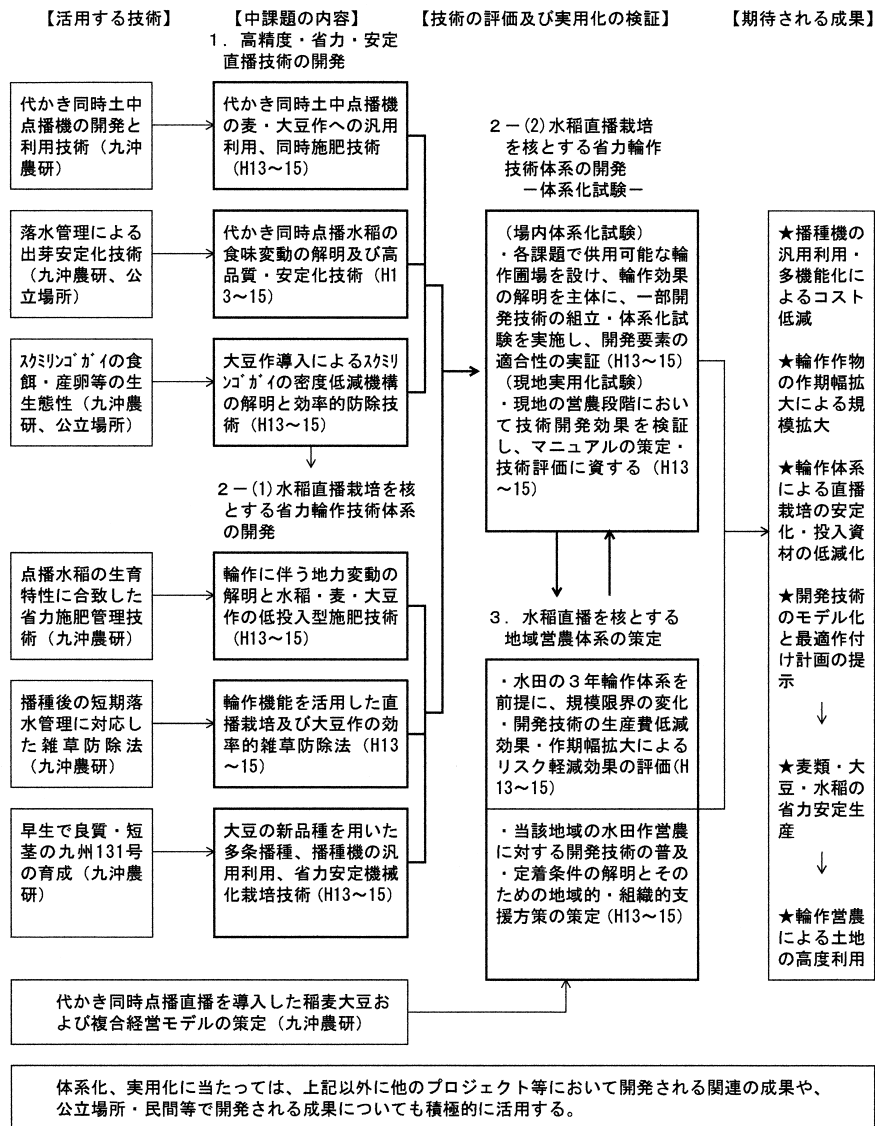 【活用する技術】
【中課題の内容】
【技術の評価及び実用化の検証】
【期待される成果】
1．高精度・省力・安定
直播技術の開発
代かき同時土中
点播機の開発と
利用技術（九沖
農研）
代かき同時土中点播機
の麦・大豆作への汎用
利用、同時施肥技術
(H13～15)
落水管理による
出芽安定化技術
（九沖農研、公
立場所）
代かき同時点播水稲の
食味変動の解明及び高
品質・安定化技術（H1
3～15）
ｽｸﾐﾘﾝｺﾞｶﾞｲの食
餌・産卵等の生
生態性（九沖農
研、公立場所）
大豆作導入によるｽｸﾐﾘ
ﾝｺﾞｶﾞｲの密度低減機構
の解明と効率的防除技
術（H13～15）
2－(1)水稲直播栽培を核
とする省力輪作技術体系
の開発
点播水稲の生育
特性に合致した
省力施肥管理技
術（九沖農研）
輪作に伴う地力変動の
解明と水稲・麦・大豆
作の低投入型施肥技術
(H13～15)
播種後の短期落
水管理に対応し
た雑草防除法
（九沖農研）
輪作機能を活用した直
播栽培及び大豆作の効
率的雑草防除法（H13
～15）
早生で良質・短
茎の九州131号
の育成（九沖農
研）
大豆の新品種を用いた
多条播種、播種機の汎
用利用、省力安定機械
化栽培技術(H13～15)
2－(2)水稲直播栽培
を核とする省力輪作
技術体系の開発
－体系化試験－
（場内体系化試験）
・各課題で供用可能な輪
作圃場を設け、輪作効果
の解明を主体に、一部開
発技術の組立・体系化試
験を実施し、開発要素の
適合性の実証（H13～15）
（現地実用化試験）
・現地の営農段階におい
て技術開発効果を検証
し、マニュアルの策定・
技術評価に資する（H13
～15）
3．水稲直播を核とする
地域営農体系の策定
・水田の3年輪作体系を
前提に、規模限界の変化
・開発技術の生産費低減
効果・作期幅拡大による
リスク軽減効果の評価(H
13～15)
・当該地域の水田作営農
に対する開発技術の普及
・定着条件の解明とその
ための地域的・組織的支
援方策の策定(H13～15)
★播種機の
汎用利用・
多機能化に
よるコスト
低減
★輪作作物
の作期幅拡
大による規
模拡大
★輪作体系
による直播
栽培の安定
化・投入資
材の低減化
★開発技術
のモデル化
と最適作付
け計画の提
示
★麦類・大
豆・水稲の
省力安定生
産
★輪作営農
による土地
の高度利用
代かき同時点播直播を導入した稲麦大豆お
よび複合経営モデルの策定（九沖農研）
体系化、実用化に当たっては、上記以外に他のプロジェクト等において開発される関連の成果や、
公立場所・民間等で開発される成果についても積極的に活用する。